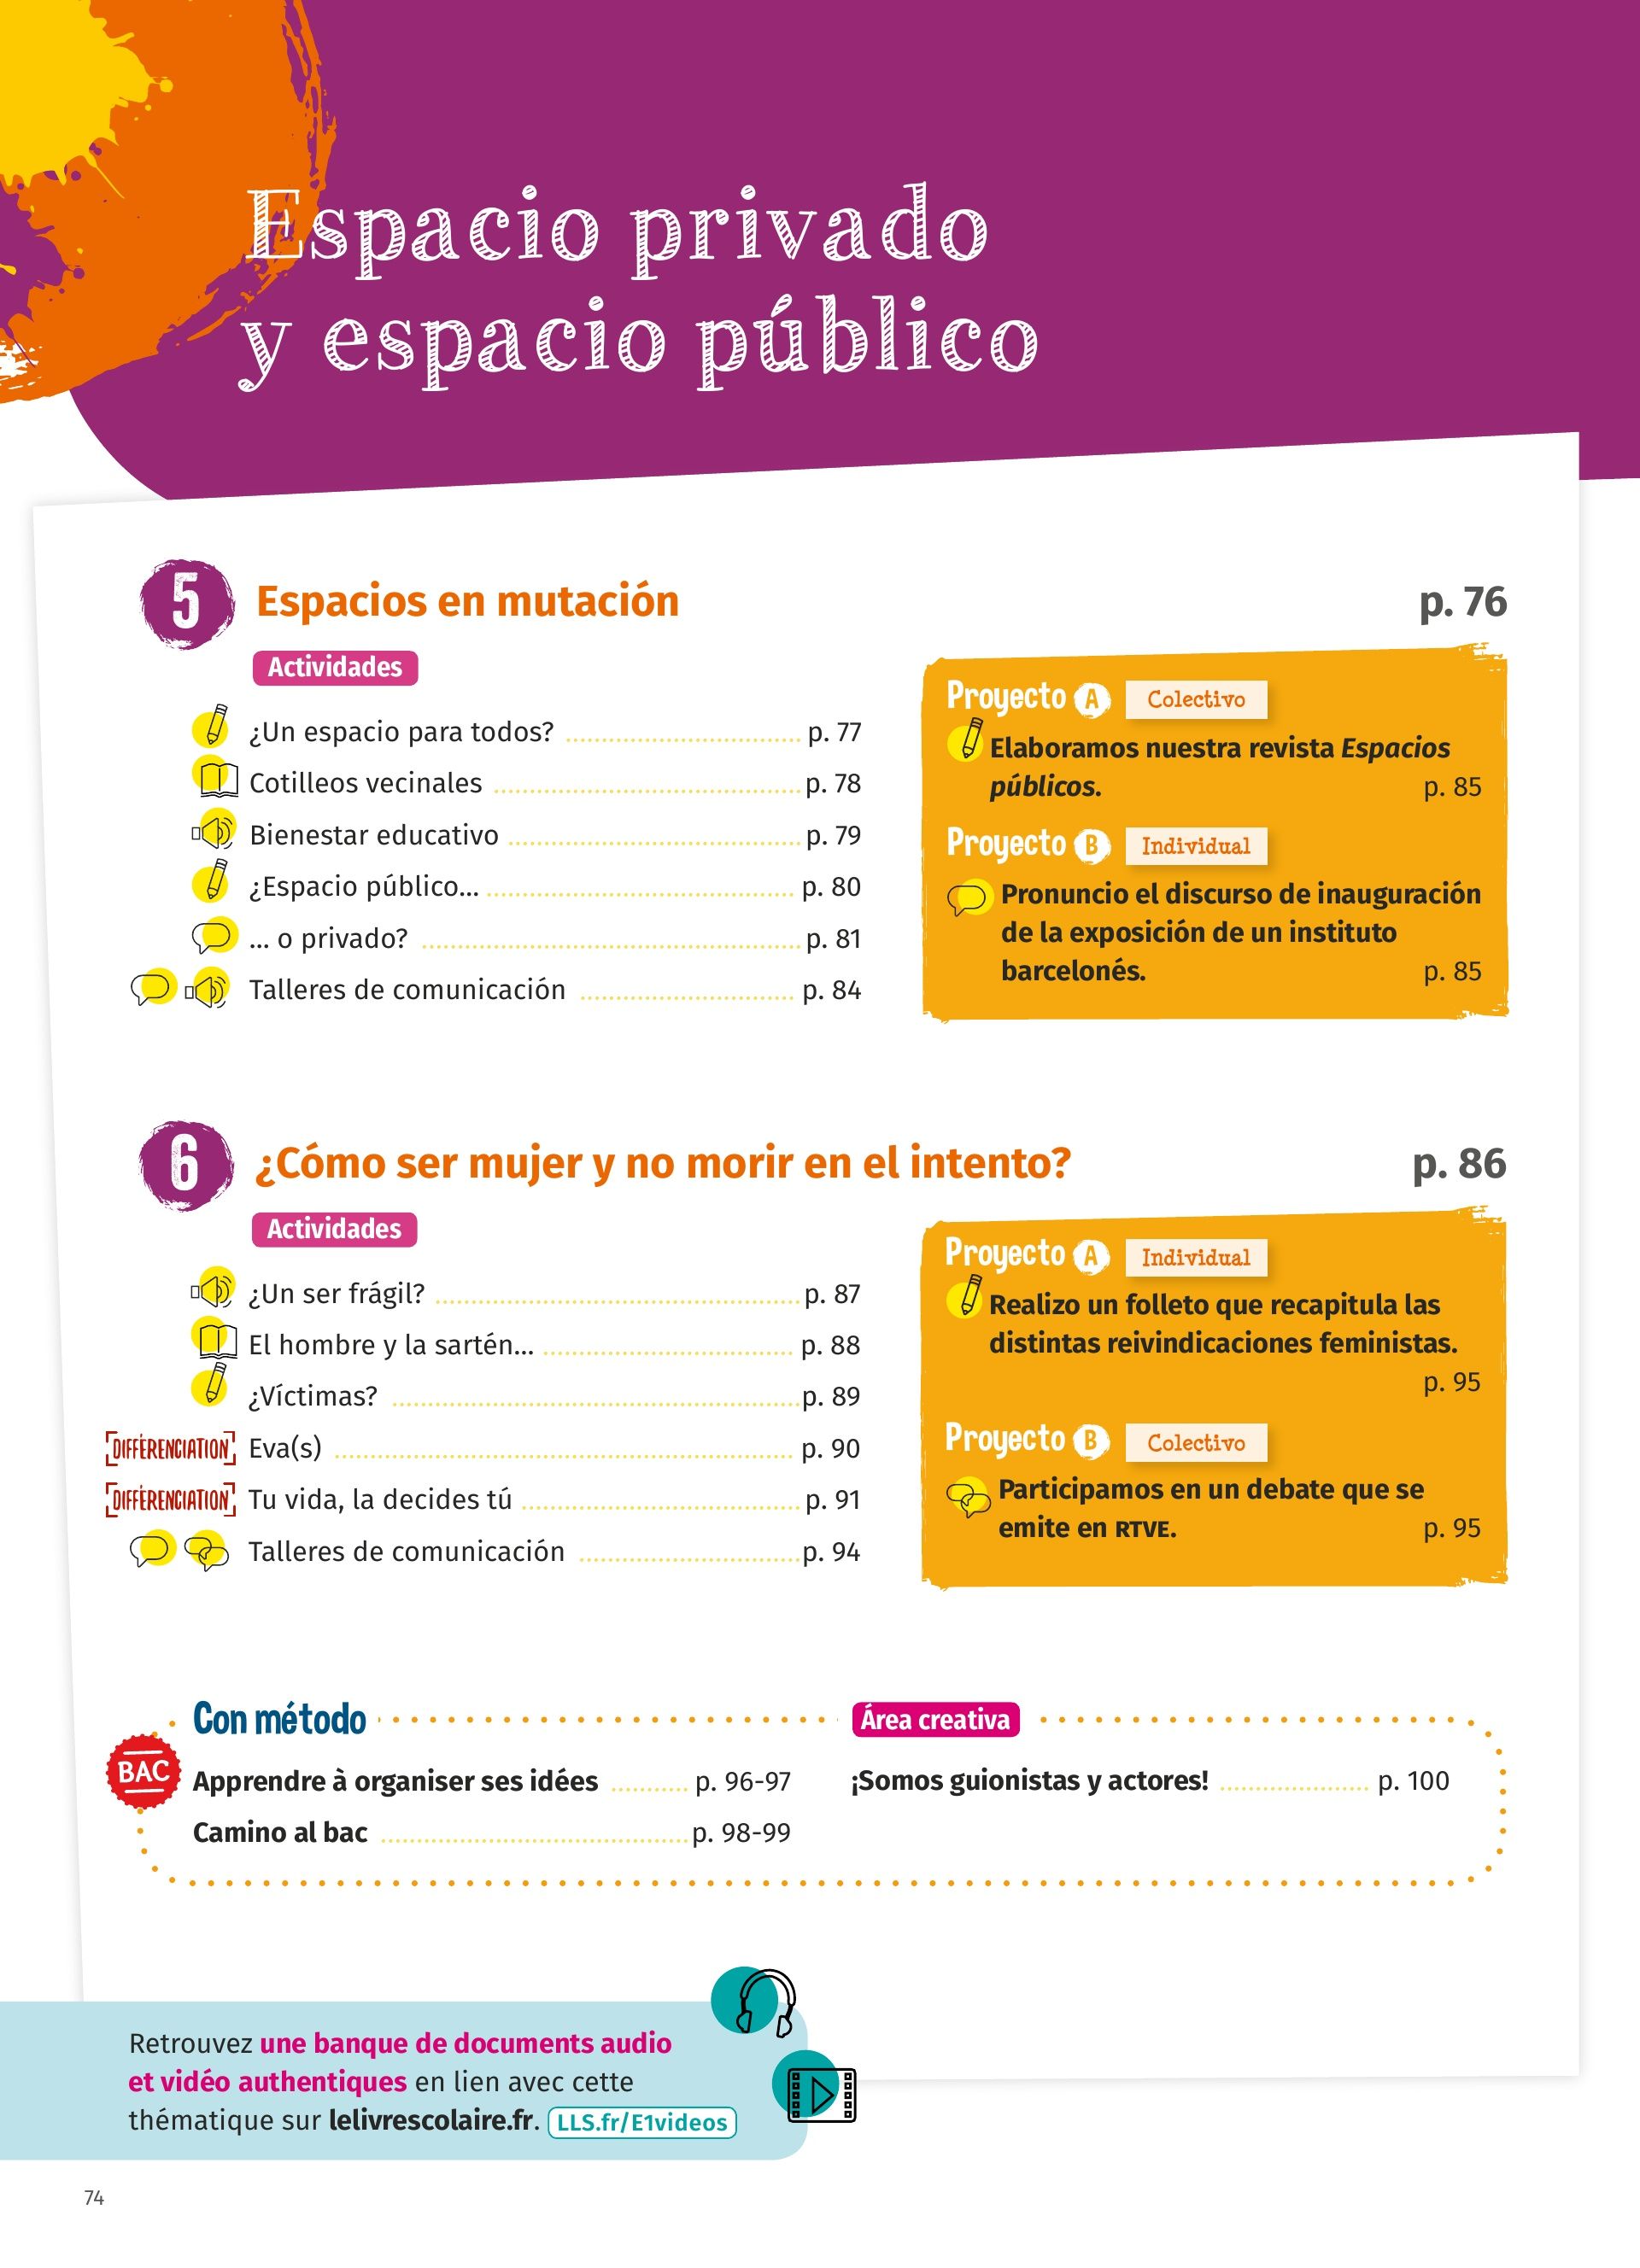 Espacio privado
y espacio público
5 Espacios en mutación p. 76
Actividades
¿Un espacio para todos? p. 77
Cotilleos vecinales p. 78
Bienestar educativo p. 79
¿Espacio público... p. 80
... o privado? p. 81
Talleres de comunicación p. 84
Proyecto A Colectivo
Elaboramos nuestra revista Espacios
públicos. p. 85
Proyecto B Individual
Pronuncio el discurso de inauguración
de la exposición de un instituto
barcelonés. p. 85
6 ¿Cómo ser mujer y no morir en el intento? p. 86
Actividades
¿Un ser frágil? p. 87
El hombre y la sartén... p. 88
¿Víctimas? p. 89
DIFFÉRENCIATION Eva(s) p. 90
DIFFÉRENCIATION Tu vida, la decides tú p. 91
Talleres de comunicación p. 94
Proyecto A Individual
Realizo un folleto que recapitula las
distintas reivindicaciones feministas.
p. 95
Proyecto B Colectivo
Participamos en un debate que se
emite en RTVE. p. 95
Con método
BAC
Apprendre à organiser ses idées p. 96-97
Camino al bac p. 98-99
Área creativa
¡Somos guionistas y actores! p. 100
Retrouvez une banque de documents audio
et vidéo authentiques en lien avec cette
thématique sur lelivrescolaire.fr. LLS.fr/E1videos
74